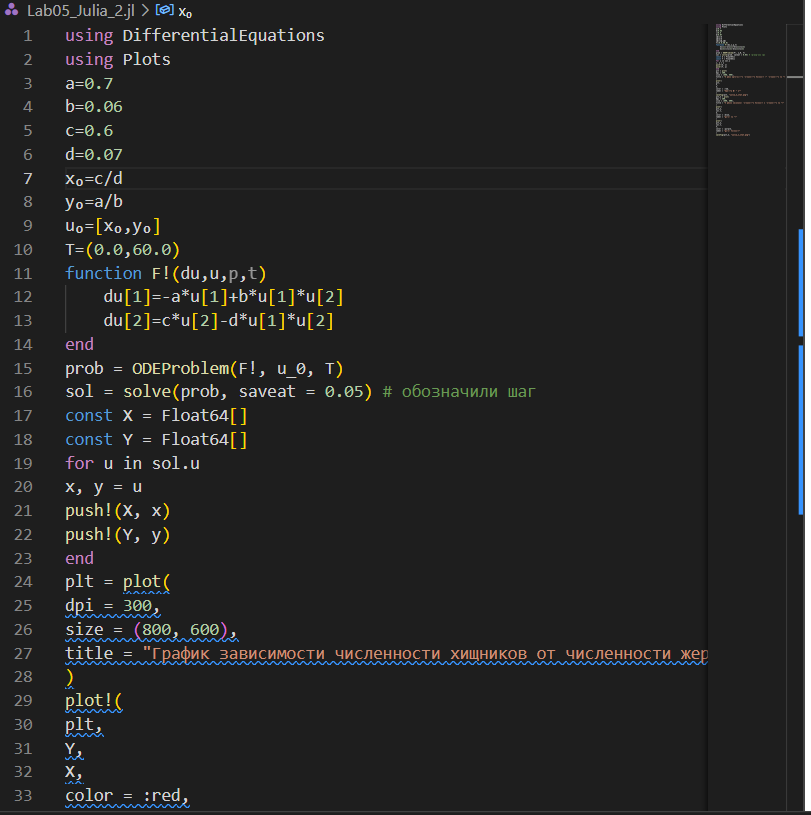 Lab05_Julia_2.jl > x₀
1 using DifferentialEquations
2 using Plots
3 a=0.7
4 b=0.06
5 c=0.6
6 d=0.07
7 x₀=c/d
8 y₀=a/b
9 u₀=[x₀,y₀]
10 T=(0.0,60.0)
11 function F!(du,u,p,t)
12 du[1]=-a*u[1]+b*u[1]*u[2]
13 du[2]=c*u[2]-d*u[1]*u[2]
14 end
15 prob = ODEProblem(F!, u_0, T)
16 sol = solve(prob, saveat = 0.05) # обозначили шаг
17 const X = Float64[]
18 const Y = Float64[]
19 for u in sol.u
20 x, y = u
21 push!(X, x)
22 push!(Y, y)
23 end
24 plt = plot(
25 dpi = 300,
26 size = (800, 600),
27 title = "График зависимости численности хищников от численности жер
28 )
29 plot!(
30 plt,
31 Y,
32 X,
33 color = :red,